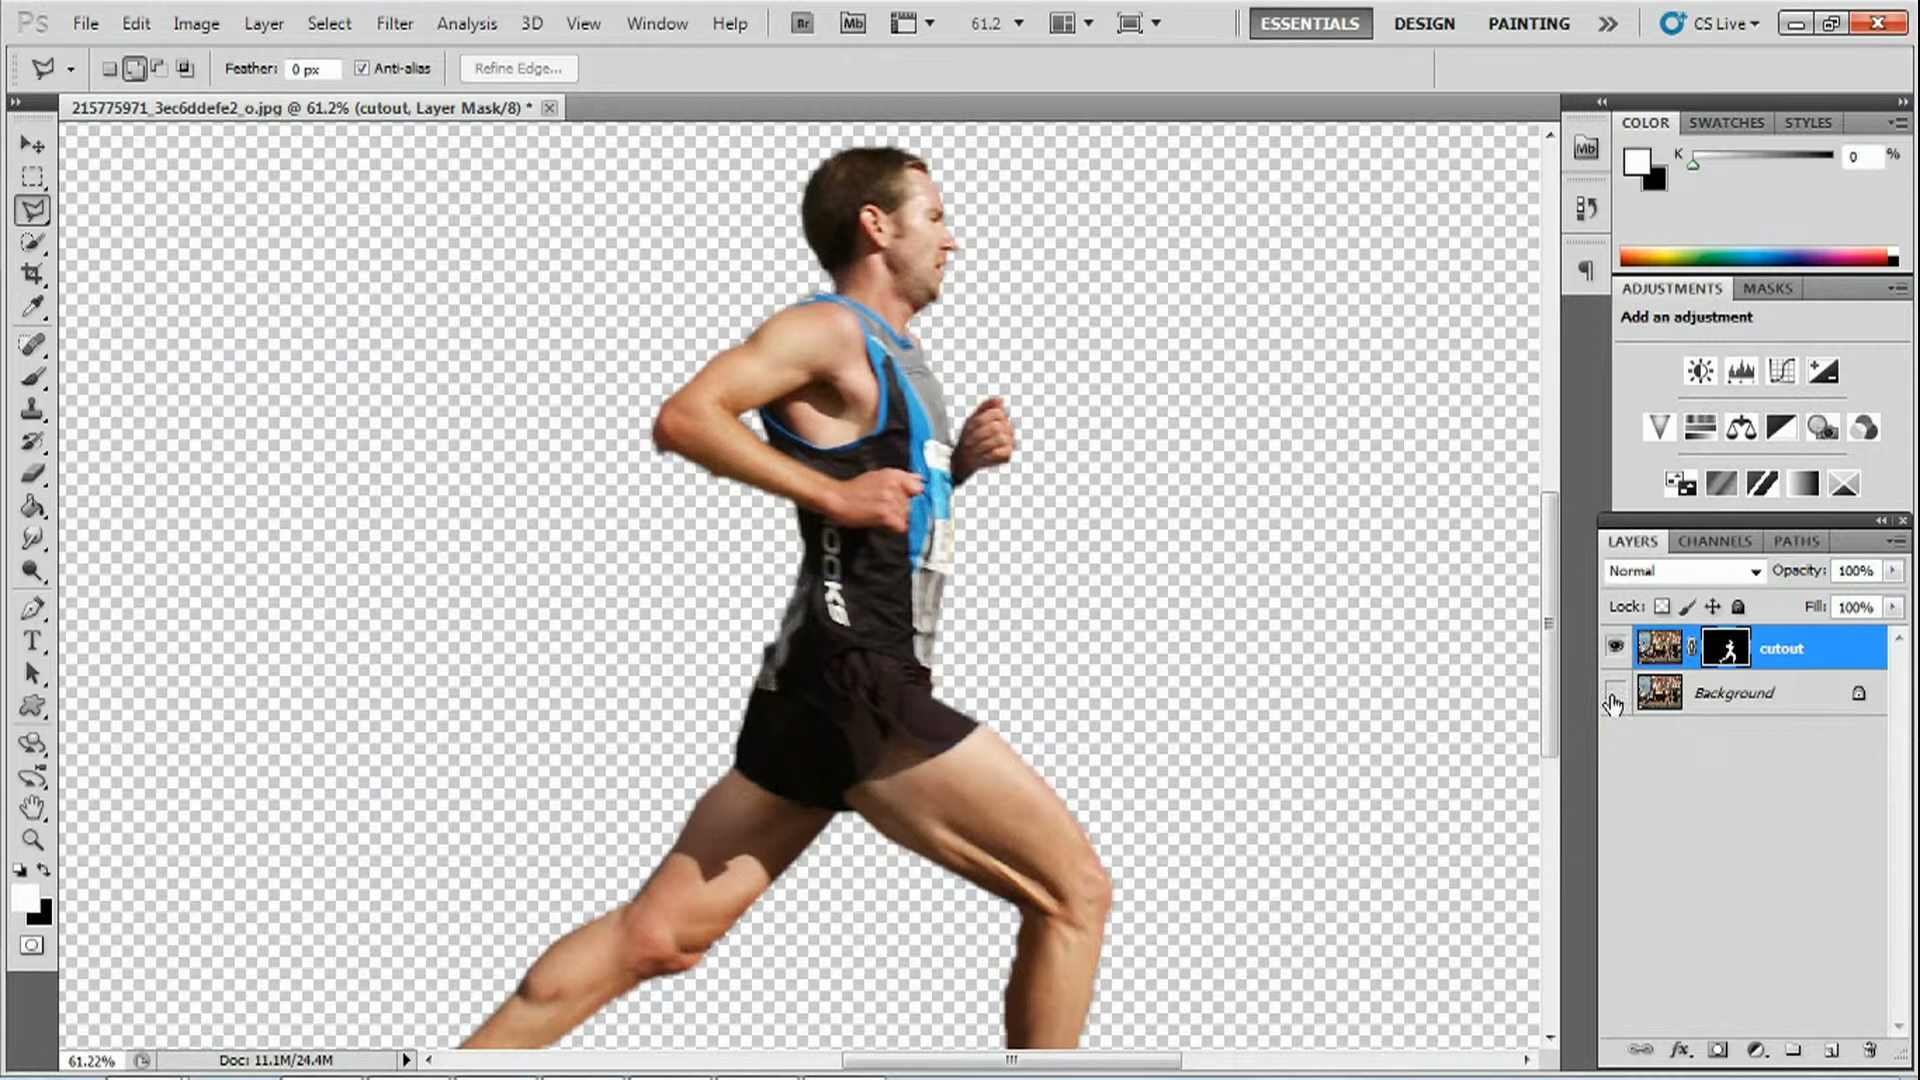 Ps File Edit Image Layer Select Filter Analysis 3D View Window Help Br Mb 61.2 ESSENTIALS DESIGN PAINTING CS Live
Feather: 0 px Anti-alias Refine Edge...
215775971_3ec6ddefe2_o.jpg @ 61.2% (cutout, Layer Mask/8) *
COLOR SWATCHES STYLES
Mb
K 0 %
ADJUSTMENTS MASKS
Add an adjustment
LAYERS CHANNELS PATHS
Normal Opacity: 100%
Lock: Fill: 100%
cutout
Background
T
fx.
61.22% Doc: 11.1M/24.4M